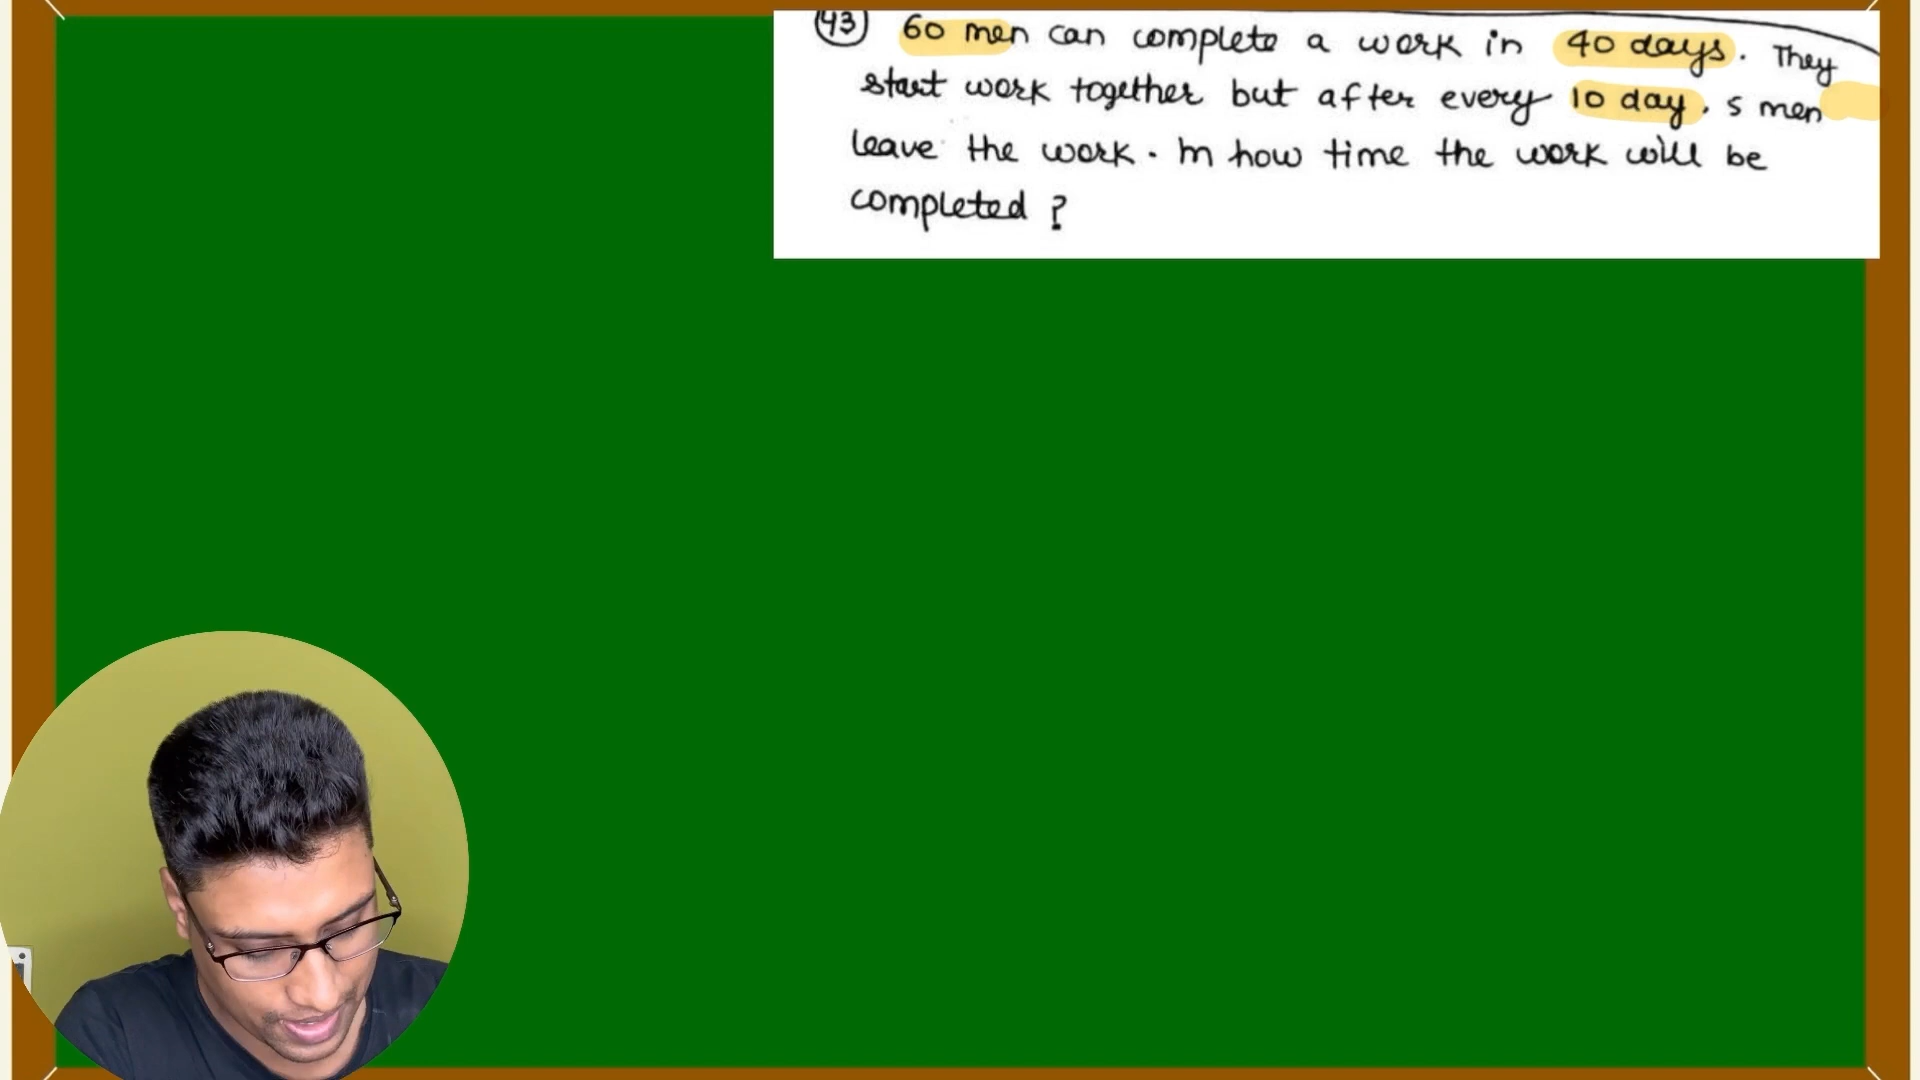 43 60 men can complete a work in 40 days. They
start work together but after every 10 day. 5 men
leave the work. In how time the work will be
completed ?